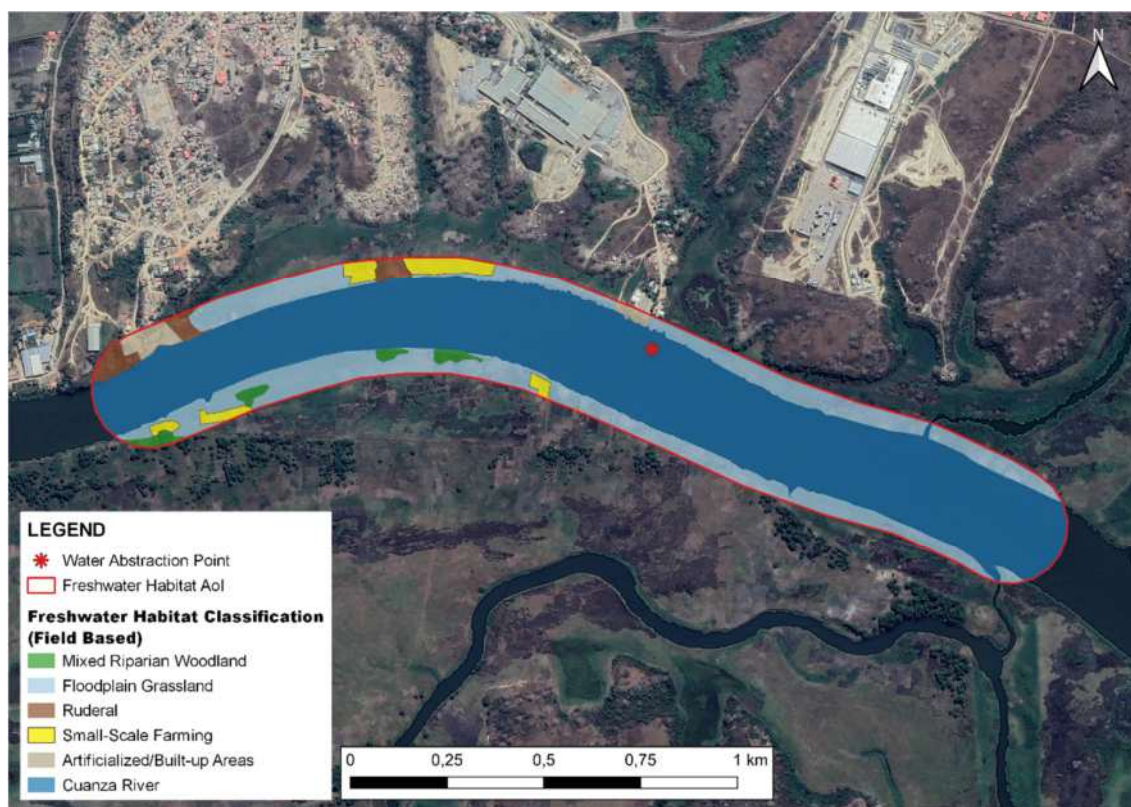 N
LEGEND
Water Abstraction Point
Freshwater Habitat AoI
Freshwater Habitat Classification
(Field Based)
Mixed Riparian Woodland
Floodplain Grassland
Ruderal
Small-Scale Farming
Artificialized/Built-up Areas
Cuanza River
0 0,25 0,5 0,75 1 km